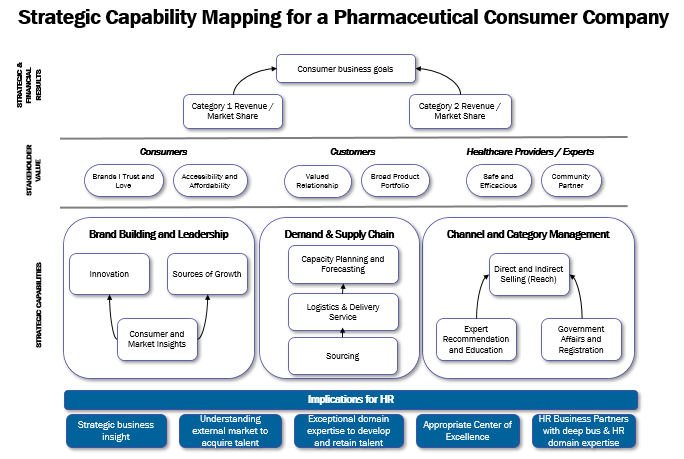 Strategic Capability Mapping for a Pharmaceutical Consumer Company
STRATEGIC &
FINANCIAL
RESULTS
Consumer business goals
Category 1 Revenue /
Market Share
Category 2 Revenue /
Market Share
STAKEHOLDER
VALUE
Consumers
Customers
Healthcare Providers / Experts
Brands I Trust and
Love
Accessibility and
Affordability
Valued
Relationship
Broad Product
Portfolio
Safe and
Efficacious
Community
Partner
STRATEGIC CAPABILITIES
Brand Building and Leadership
Innovation
Sources of Growth
Consumer and
Market Insights
Demand & Supply Chain
Capacity Planning and
Forecasting
Logistics & Delivery
Service
Sourcing
Channel and Category Management
Direct and Indirect
Selling (Reach)
Expert
Recommendation
and Education
Government
Affairs and
Registration
Implications for HR
Strategic business
insight
Understanding
external market to
acquire talent
Exceptional domain
expertise to develop
and retain talent
Appropriate Center of
Excellence
HR Business Partners
with deep bus & HR
domain expertise